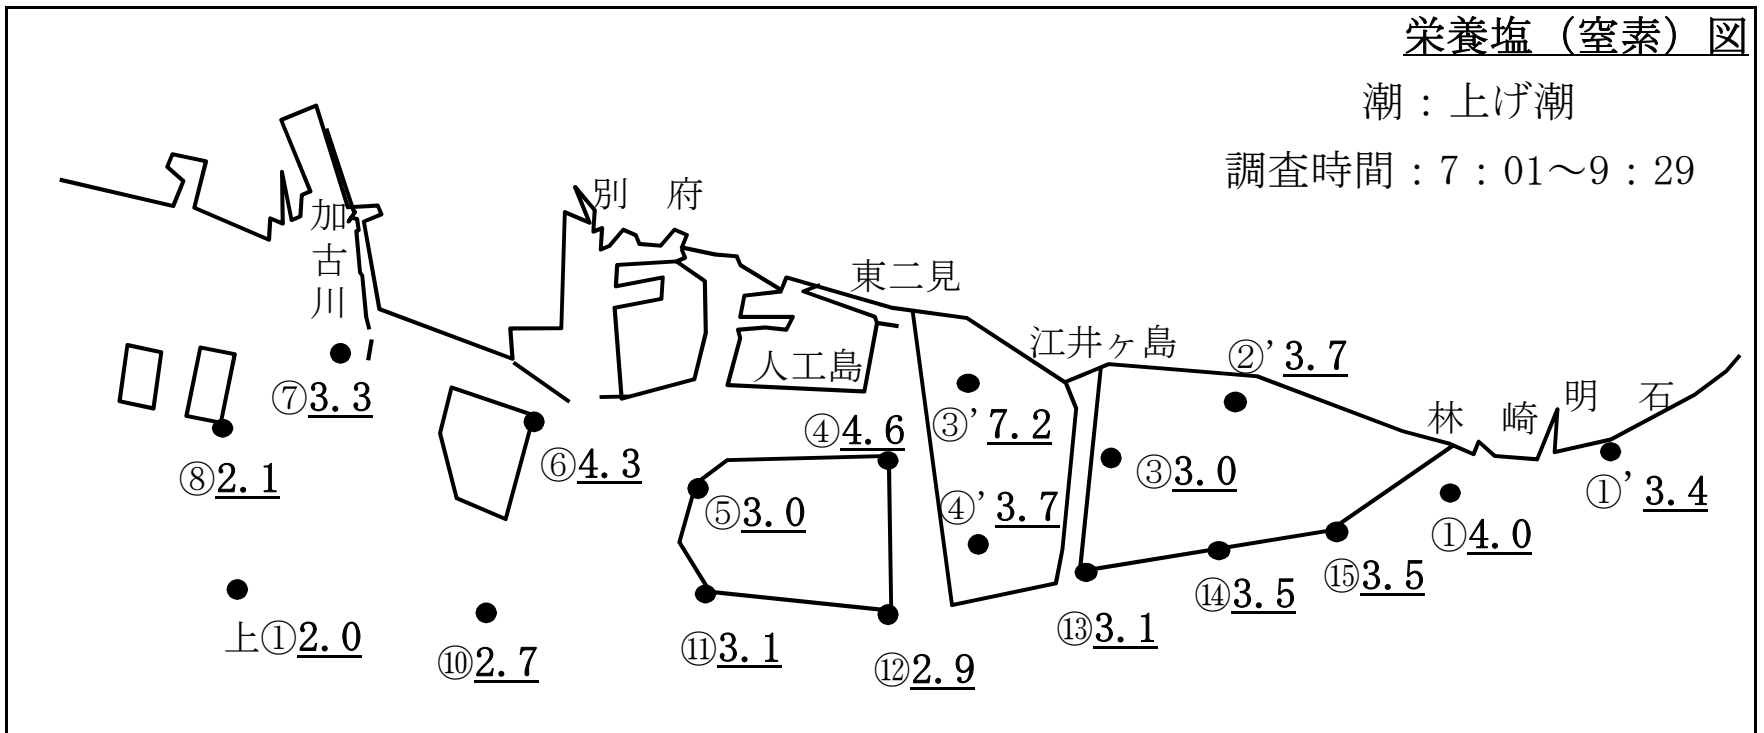 栄養塩（窒素）図
潮：上げ潮
調査時間：7：01～9：29
別　府
加古川
東二見
江井ヶ島
②’3.7
人工島
⑦3.3
林　崎
明　石
③’7.2
④4.6
⑥4.3
⑧2.1
③3.0
①’3.4
⑤3.0
④’3.7
①4.0
⑮3.5
⑭3.5
⑬3.1
上①2.0
⑩2.7
⑪3.1
⑫2.9